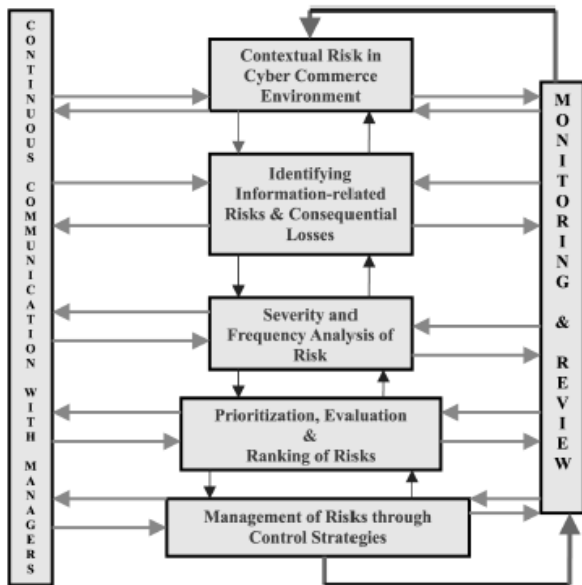 CONTINUOUS COMMUNICATION WITH MANAGERS
Contextual Risk in
Cyber Commerce
Environment
Identifying
Information-related
Risks & Consequential
Losses
Severity and
Frequency Analysis of
Risk
Prioritization, Evaluation
&
Ranking of Risks
Management of Risks through
Control Strategies
MONITORING & REVIEW